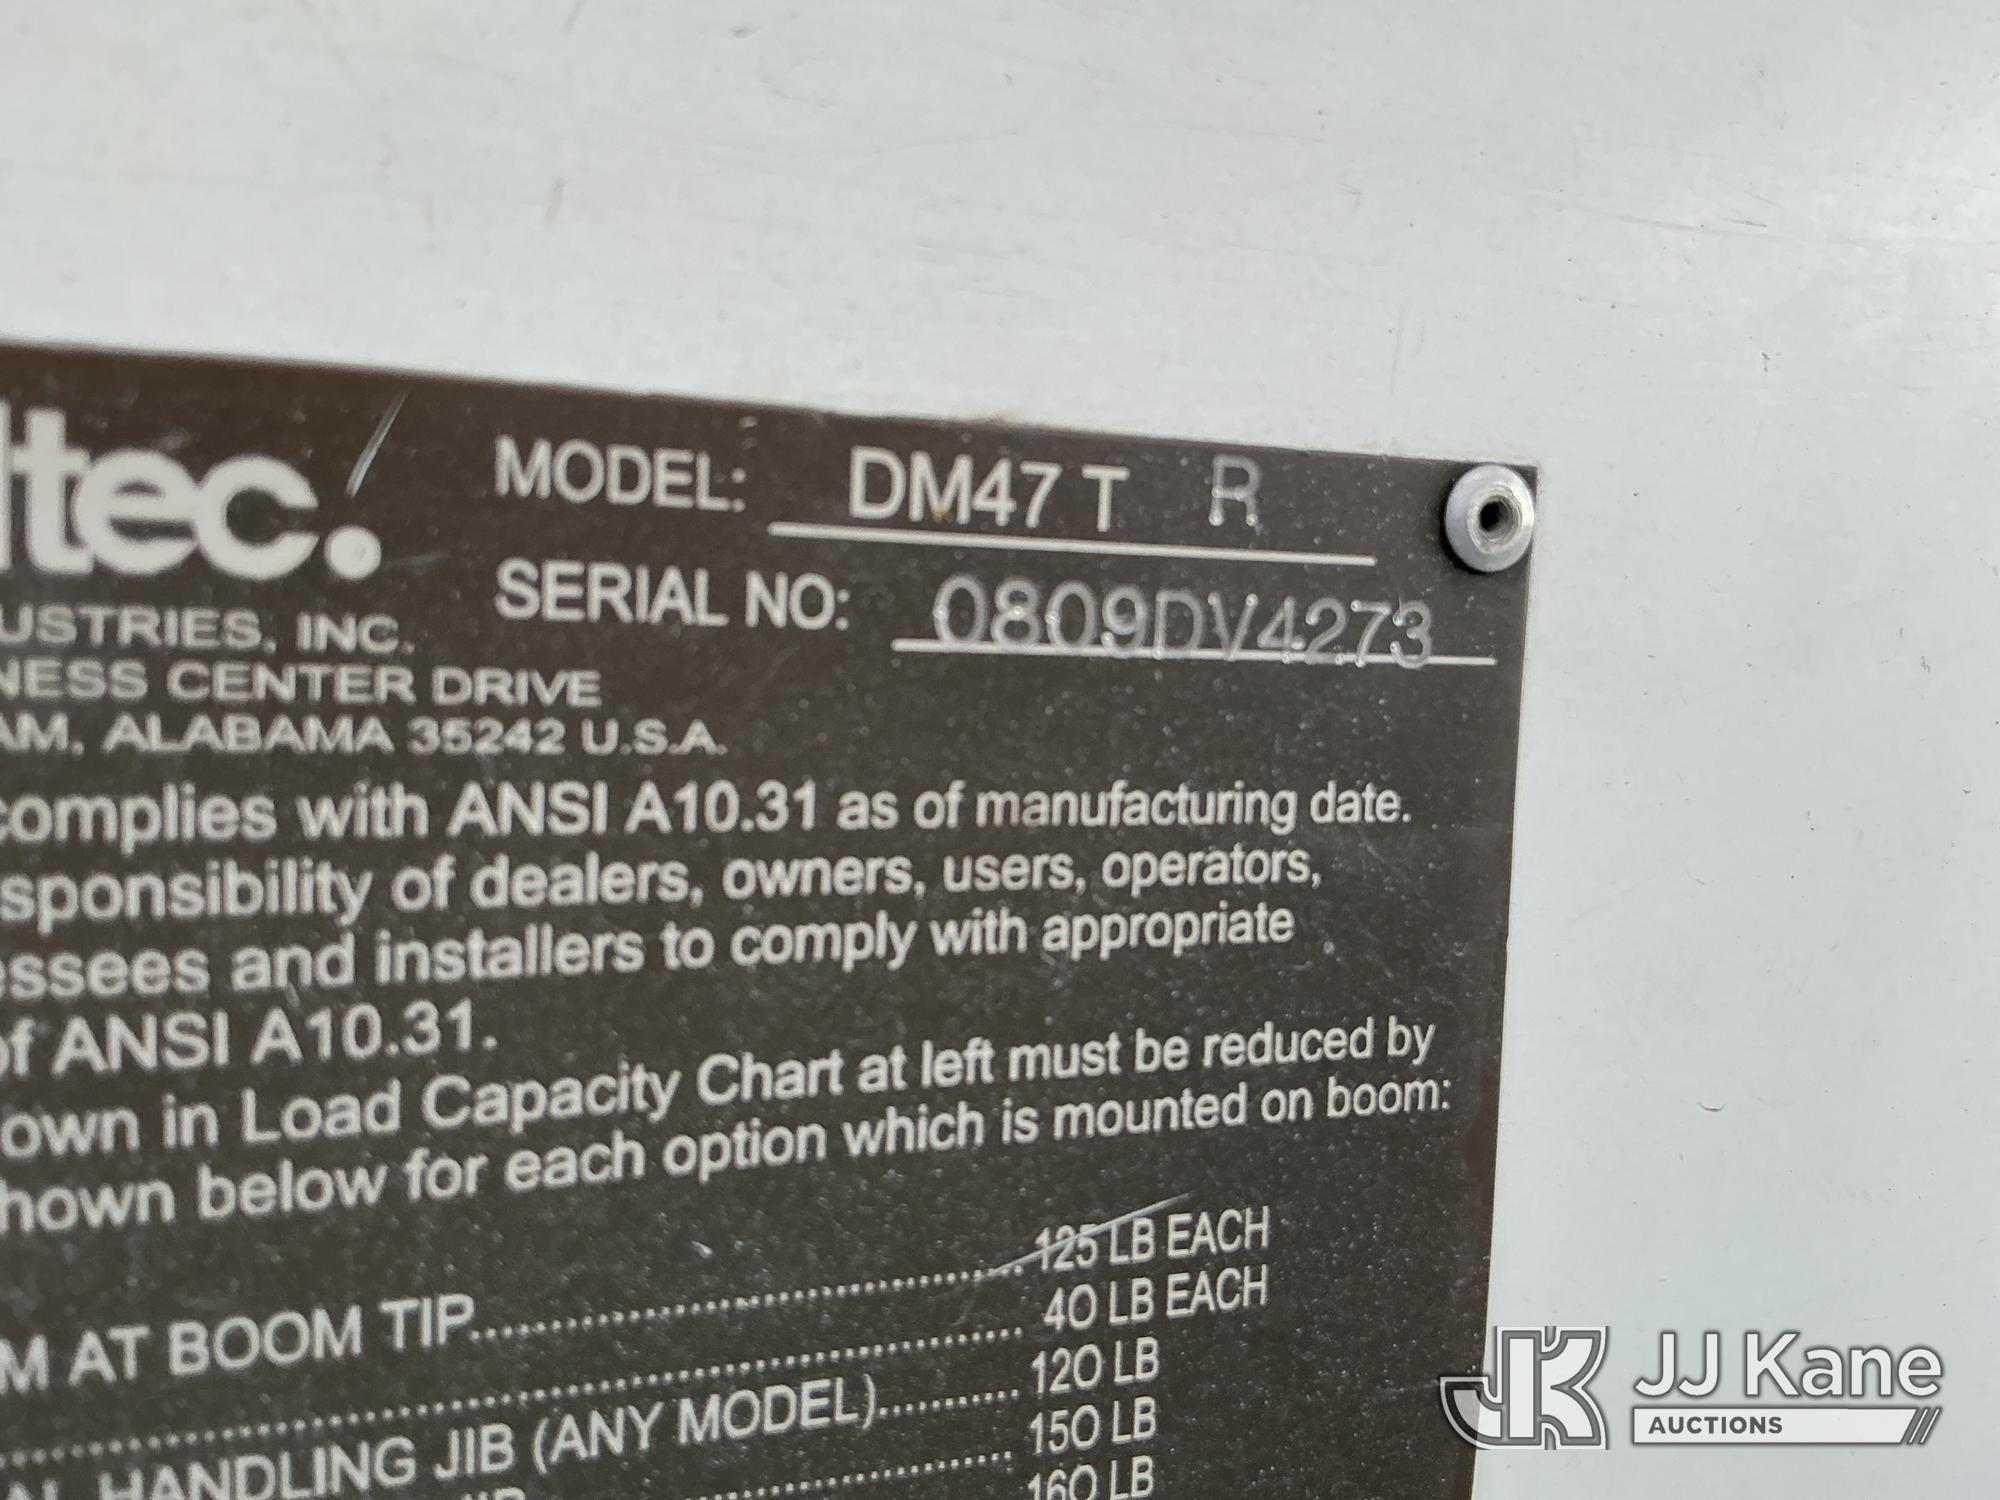 ltec.
MODEL: DM47 T R
SERIAL NO: 0809DV4273
USTRIES, INC.
NESS CENTER DRIVE
AM, ALABAMA 35242 U.S.A.
complies with ANSI A10.31 as of manufacturing date.
sponsibility of dealers, owners, users, operators,
essees and installers to comply with appropriate
of ANSI A10.31.
own in Load Capacity Chart at left must be reduced by
hown below for each option which is mounted on boom:
125 LB EACH
M AT BOOM TIP 40 LB EACH
120 LB
AL HANDLING JIB (ANY MODEL) 150 LB
160 LB
JK JJ Kane
AUCTIONS